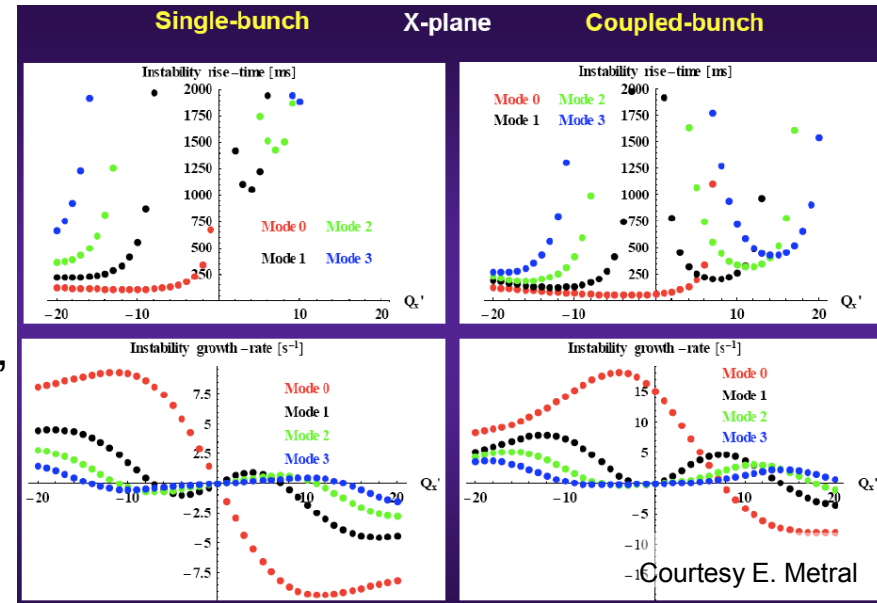 Single-bunch X-plane Coupled-bunch
Instability rise-time [ms]
2000
1750
1500
1250
1000
750
500
250
Mode 0 Mode 2
Mode 1 Mode 3
-20 -10 10 20 Qx'
Instability rise-time [ms]
Mode 0 Mode 2
Mode 1 Mode 3
2000
1750
1500
1250
1000
750
500
250
-20 -10 10 20 Qx'
,
Instability growth-rate [s⁻¹]
7.5
5
2.5
-2.5
-5
-7.5
Mode 0
Mode 1
Mode 2
Mode 3
-20 -10 10 20 Qx'
Instability growth-rate [s⁻¹]
15
10
5
-5
-10
-15
Mode 0
Mode 1
Mode 2
Mode 3
-20 -10 10 20 Qx'
Courtesy E. Metral